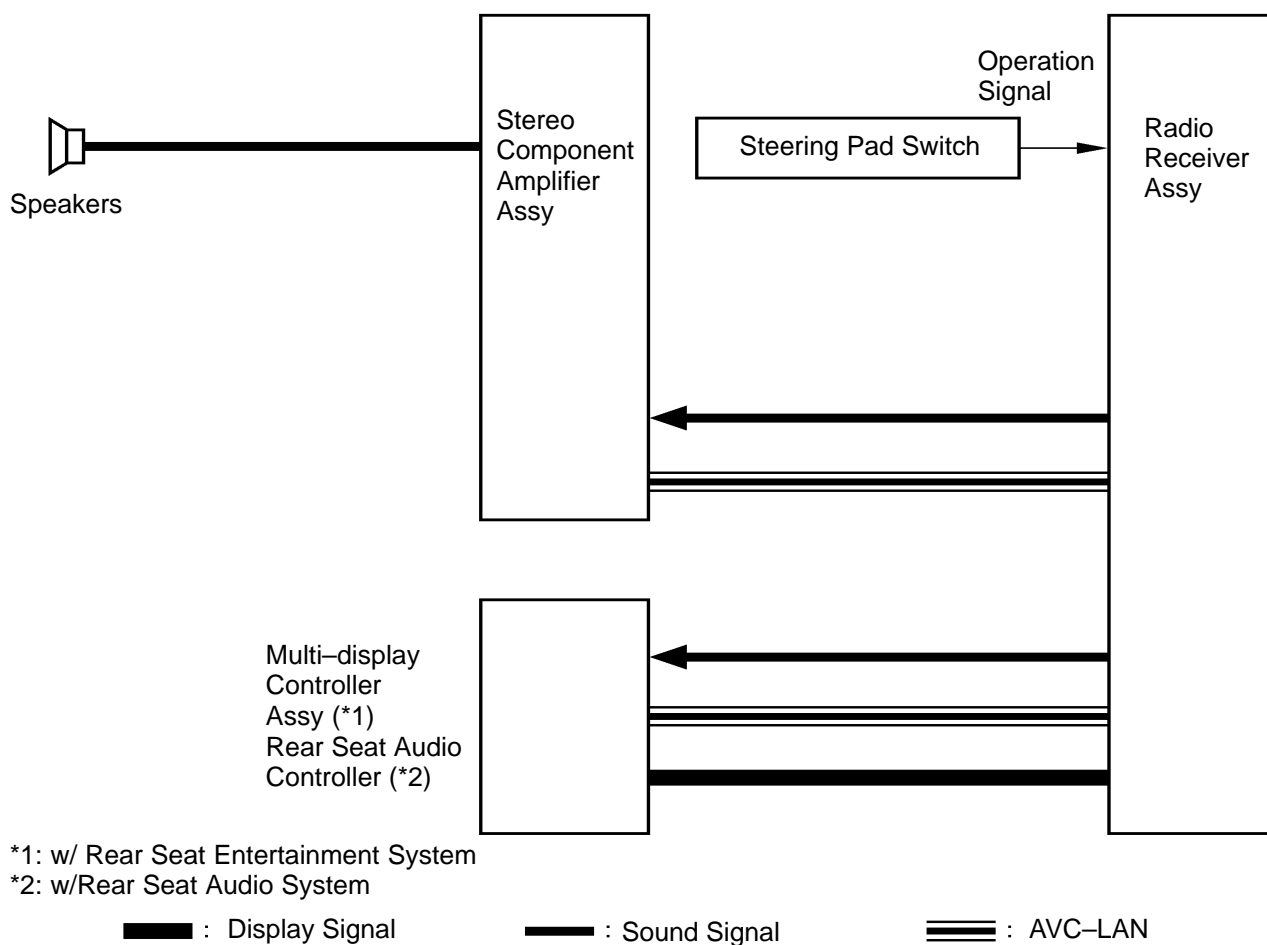 Operation
Signal
Stereo
Component
Amplifier
Assy
Steering Pad Switch
Radio
Receiver
Assy
Speakers
Multi–display
Controller
Assy (*1)
Rear Seat Audio
Controller (*2)
*1: w/ Rear Seat Entertainment System
*2: w/Rear Seat Audio System
: Display Signal
: Sound Signal
: AVC–LAN